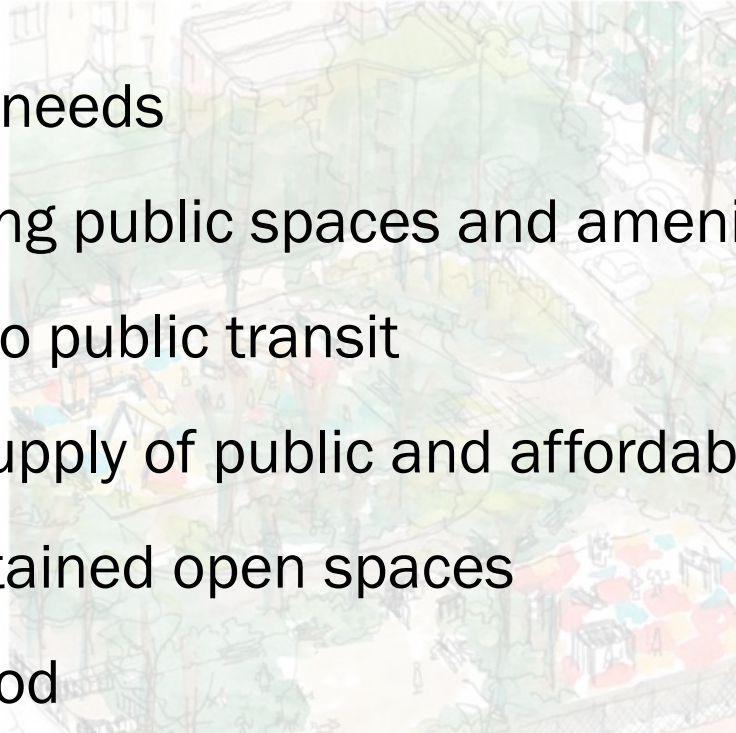 needs
ng public spaces and ameni
o public transit
upply of public and affordab
tained open spaces
od